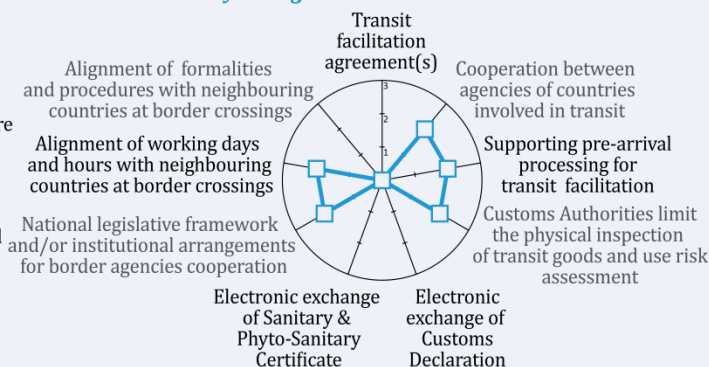 Transit
facilitation
agreement(s)
Alignment of formalities
and procedures with neighbouring
countries at border crossings
Cooperation between
agencies of countries
involved in transit
3
2
1
Alignment of working days
and hours with neighbouring
countries at border crossings
Supporting pre-arrival
processing for
transit facilitation
National legislative framework
and/or institutional arrangements
for border agencies cooperation
Customs Authorities limit
the physical inspection
of transit goods and use risk
assessment
Electronic exchange
of Sanitary &
Phyto-Sanitary
Certificate
Electronic
exchange of
Customs
Declaration